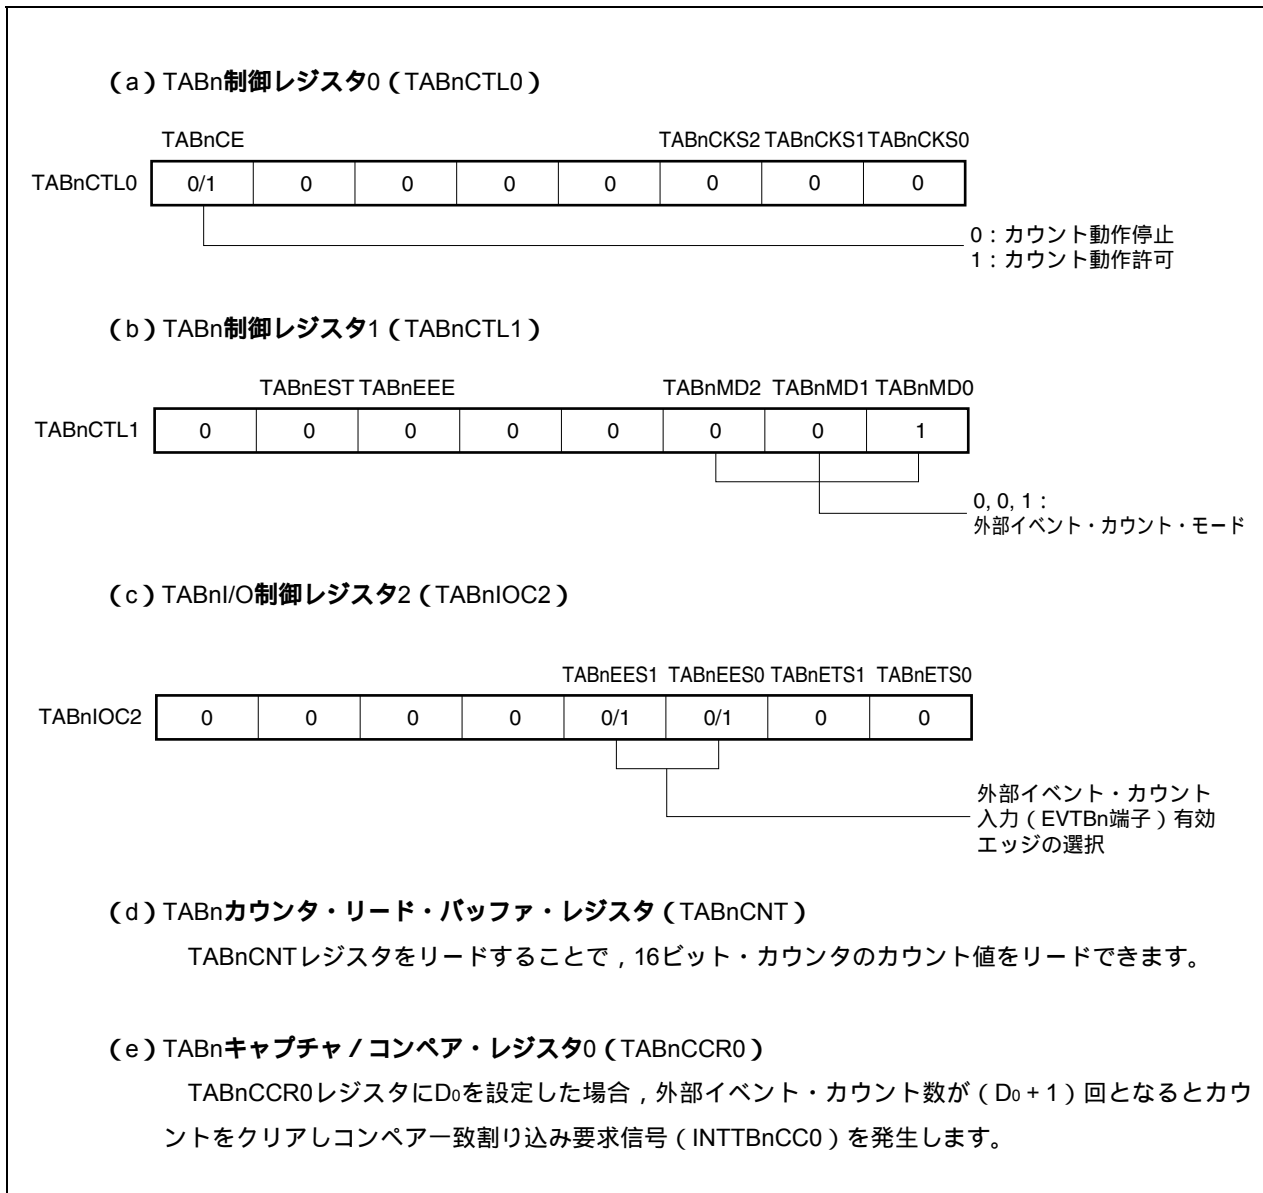 (a)TABn制御レジスタ0(TABnCTL0)
TABnCE TABnCKS2 TABnCKS1 TABnCKS0
TABnCTL0 0/1 0 0 0 0 0 0 0
0:カウント動作停止
1:カウント動作許可
(b)TABn制御レジスタ1(TABnCTL1)
TABnEST TABnEEE TABnMD2 TABnMD1 TABnMD0
TABnCTL1 0 0 0 0 0 0 0 1
0, 0, 1:
外部イベント・カウント・モード
(c)TABnI/O制御レジスタ2(TABnIOC2)
TABnEES1 TABnEES0 TABnETS1 TABnETS0
TABnIOC2 0 0 0 0 0/1 0/1 0 0
外部イベント・カウント
入力(EVTBn端子)有効
エッジの選択
(d)TABnカウンタ・リード・バッファ・レジスタ(TABnCNT)
TABnCNTレジスタをリードすることで,16ビット・カウンタのカウント値をリードできます。
(e)TABnキャプチャ/コンペア・レジスタ0(TABnCCR0)
TABnCCR0レジスタにD0を設定した場合,外部イベント・カウント数が(D0+1)回となるとカウ
ントをクリアしコンペア一致割り込み要求信号(INTTBnCC0)を発生します。